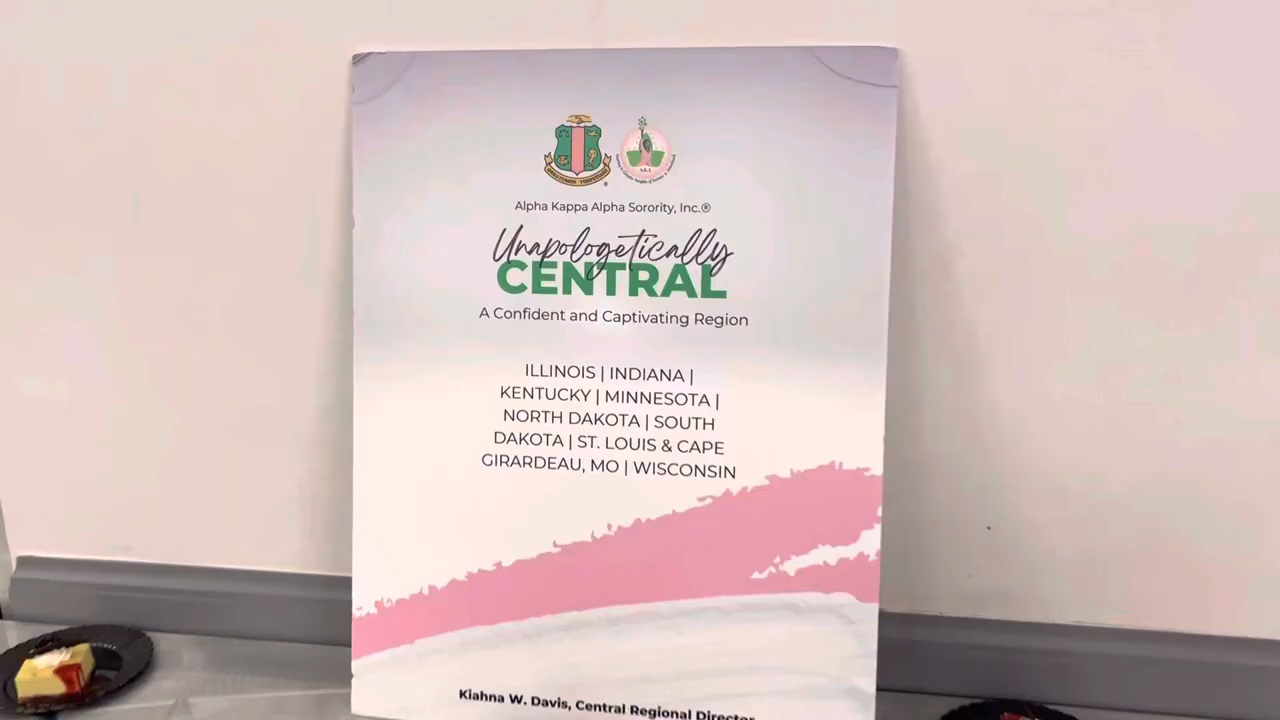 Alpha Kappa Alpha Sorority, Inc.®
Unapologetically
CENTRAL
A Confident and Captivating Region
ILLINOIS | INDIANA |
KENTUCKY | MINNESOTA |
NORTH DAKOTA | SOUTH
DAKOTA | ST. LOUIS & CAPE
GIRARDEAU, MO | WISCONSIN
Kiahna W. Davis, Central Regional Director